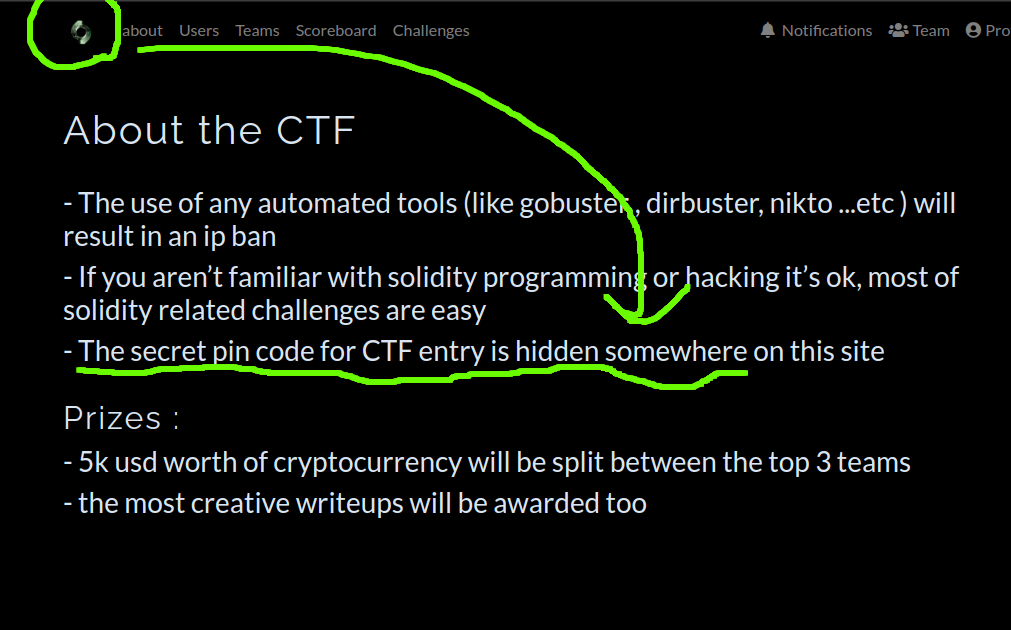 about Users Teams Scoreboard Challenges Notifications Team Pro
About the CTF
- The use of any automated tools (like gobuster , dirbuster, nikto ...etc ) will
result in an ip ban
- If you aren’t familiar with solidity programming or hacking it’s ok, most of
solidity related challenges are easy
- The secret pin code for CTF entry is hidden somewhere on this site
Prizes :
- 5k usd worth of cryptocurrency will be split between the top 3 teams
- the most creative writeups will be awarded too